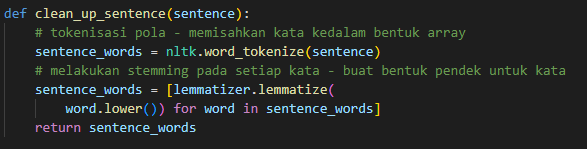 def clean_up_sentence(sentence):
    # tokenisasi pola - memisahkan kata kedalam bentuk array
    sentence_words = nltk.word_tokenize(sentence)
    # melakukan stemming pada setiap kata - buat bentuk pendek untuk kata
    sentence_words = [lemmatizer.lemmatize(
        word.lower()) for word in sentence_words]
    return sentence_words